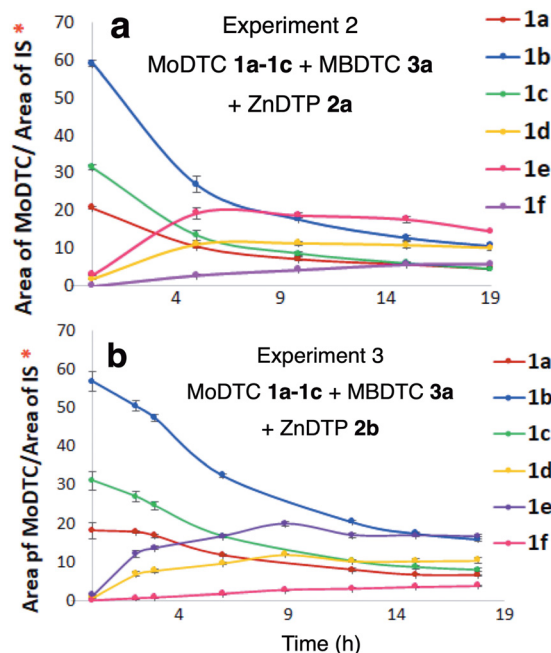 70
60
50
40
30
20
10
0
4
9
14
19
Area of MoDTC/ Area of IS *
a
Experiment 2
MoDTC 1a-1c + MBDTC 3a
+ ZnDTP 2a
1a
1b
1c
1d
1e
1f
70
60
50
40
30
20
10
0
4
9
14
19
Area pf MoDTC/Area of IS *
b
Experiment 3
MoDTC 1a-1c + MBDTC 3a
+ ZnDTP 2b
1a
1b
1c
1d
1e
1f
Time (h)